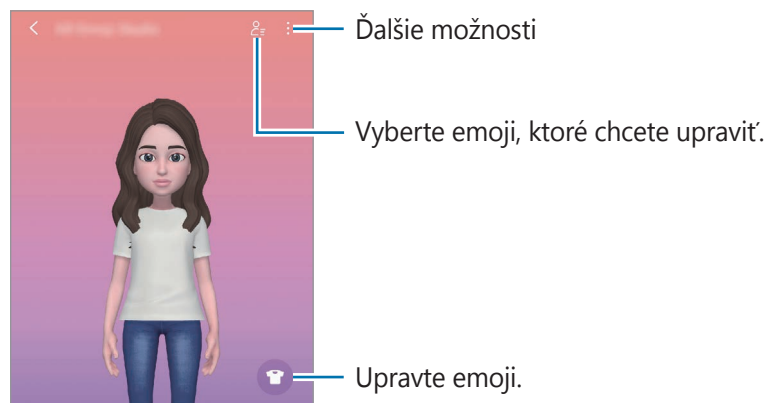 Ďalšie možnosti
Vyberte emoji, ktoré chcete upraviť.
Upravte emoji.